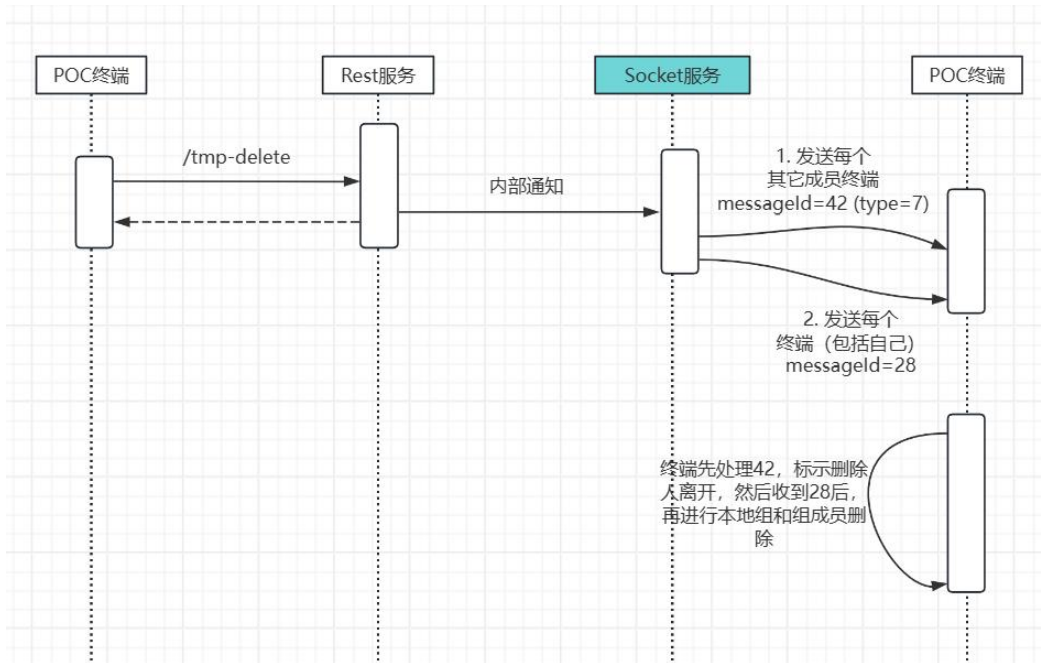 POC终端
Rest服务
Socket服务
POC终端
/tmp-delete
内部通知
1. 发送每个
其它成员终端
messageId=42 (type=7)
2. 发送每个
终端（包括自己）
messageId=28
终端先处理42，标示删除
人离开，然后收到28后，
再进行本地组和组成员删
除